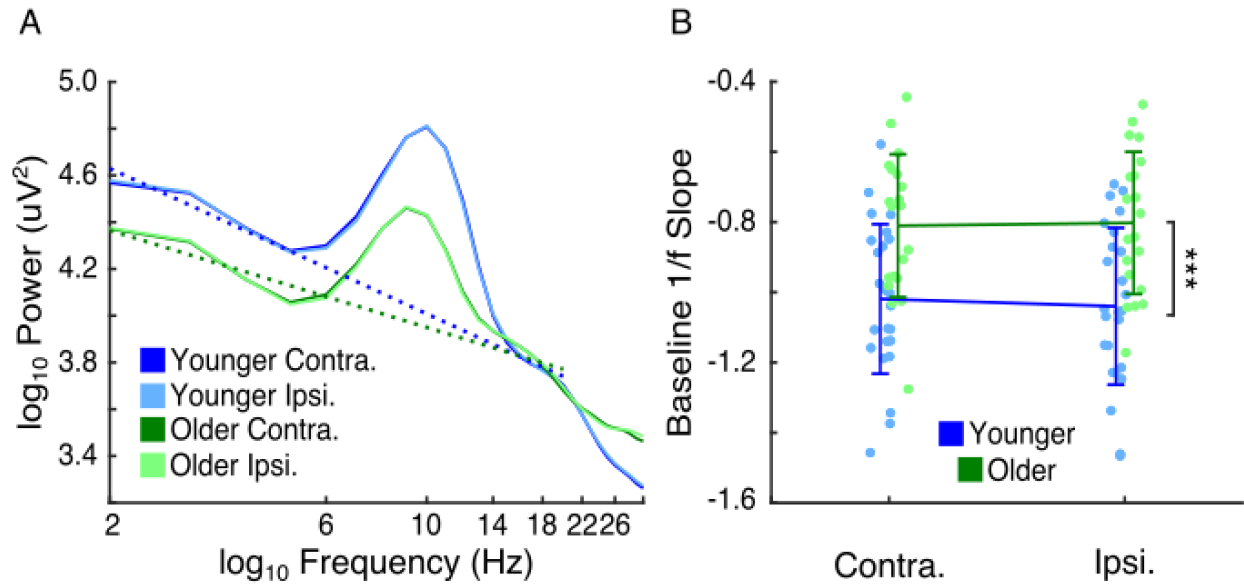 A
B
log10 Power (uV2)
5.0
4.6
4.2
3.8
3.4
Younger Contra.
Younger Ipsi.
Older Contra.
Older Ipsi.
2
6
10
14
18
22
26
log10 Frequency (Hz)
Baseline 1/f Slope
-0.4
-0.8
-1.2
-1.6
***
Younger
Older
Contra.
Ipsi.